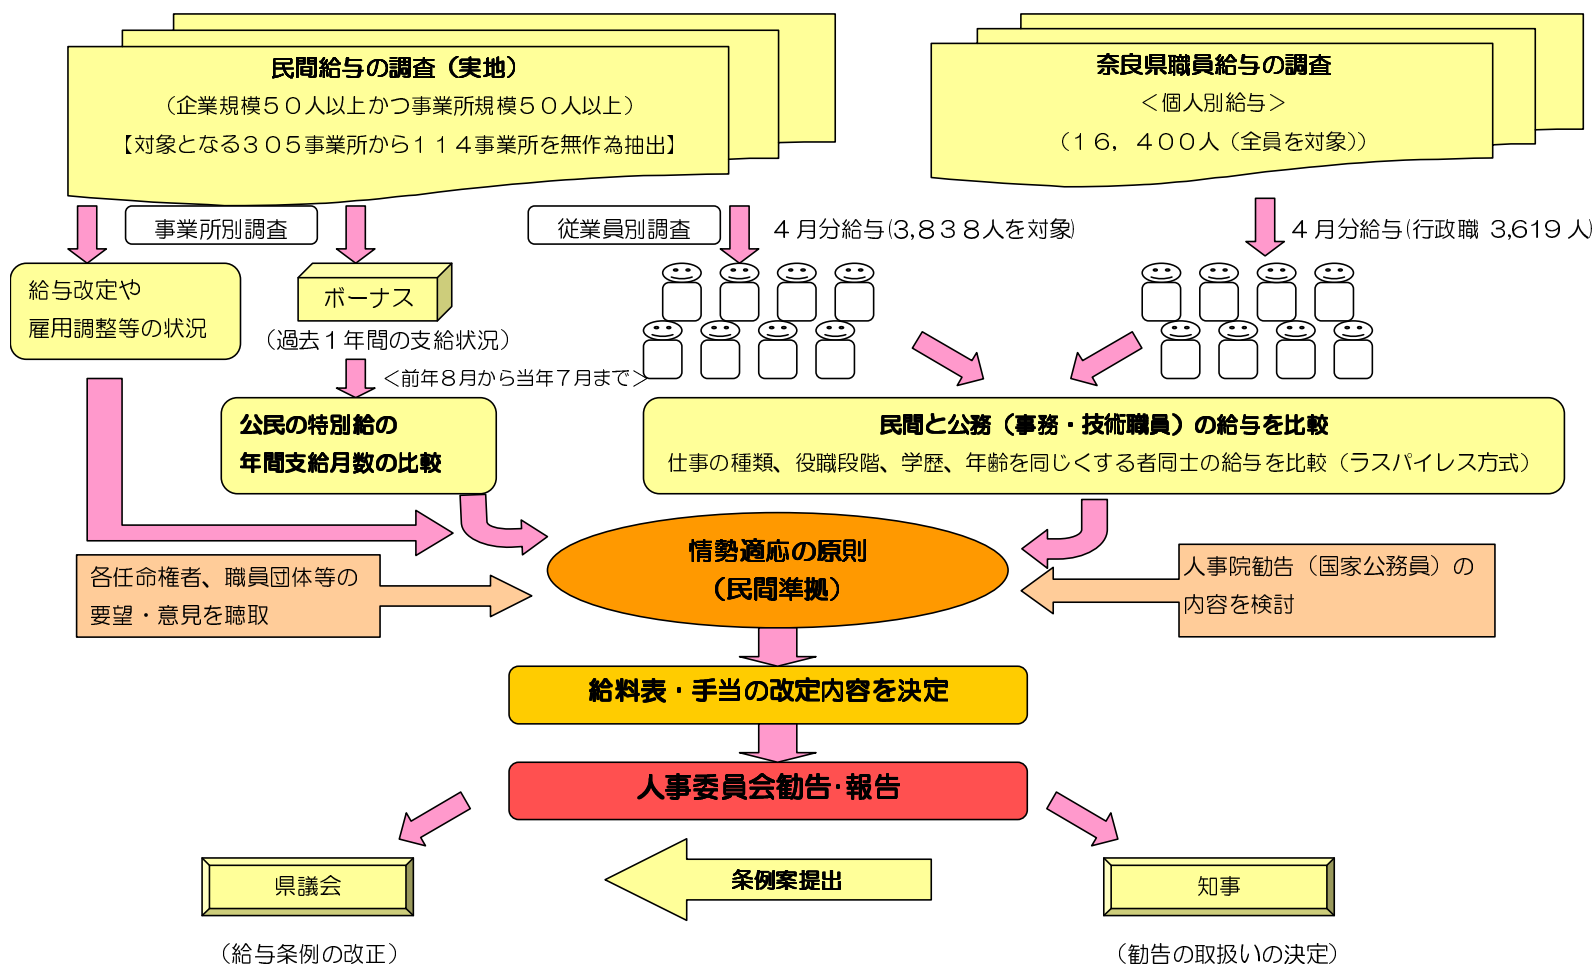 民間給与の調査（実地）
（企業規模５０人以上かつ事業所規模５０人以上）
【対象となる３０５事業所から１１４事業所を無作為抽出】
奈良県職員給与の調査
＜個人別給与＞
（１６，４００人（全員を対象））
事業所別調査
従業員別調査
４月分給与(3,８３８人を対象)
４月分給与(行政職 3,6１９人)
給与改定や
雇用調整等の状況
ボーナス
（過去１年間の支給状況）
＜前年８月から当年７月まで＞
公民の特別給の
年間支給月数の比較
民間と公務（事務・技術職員）の給与を比較
仕事の種類、役職段階、学歴、年齢を同じくする者同士の給与を比較（ラスパイレス方式）
情勢適応の原則
（民間準拠）
各任命権者、職員団体等の
要望・意見を聴取
人事院勧告（国家公務員）の
内容を検討
給料表・手当の改定内容を決定
人事委員会勧告・報告
県議会
条例案提出
知事
（給与条例の改正）
（勧告の取扱いの決定）